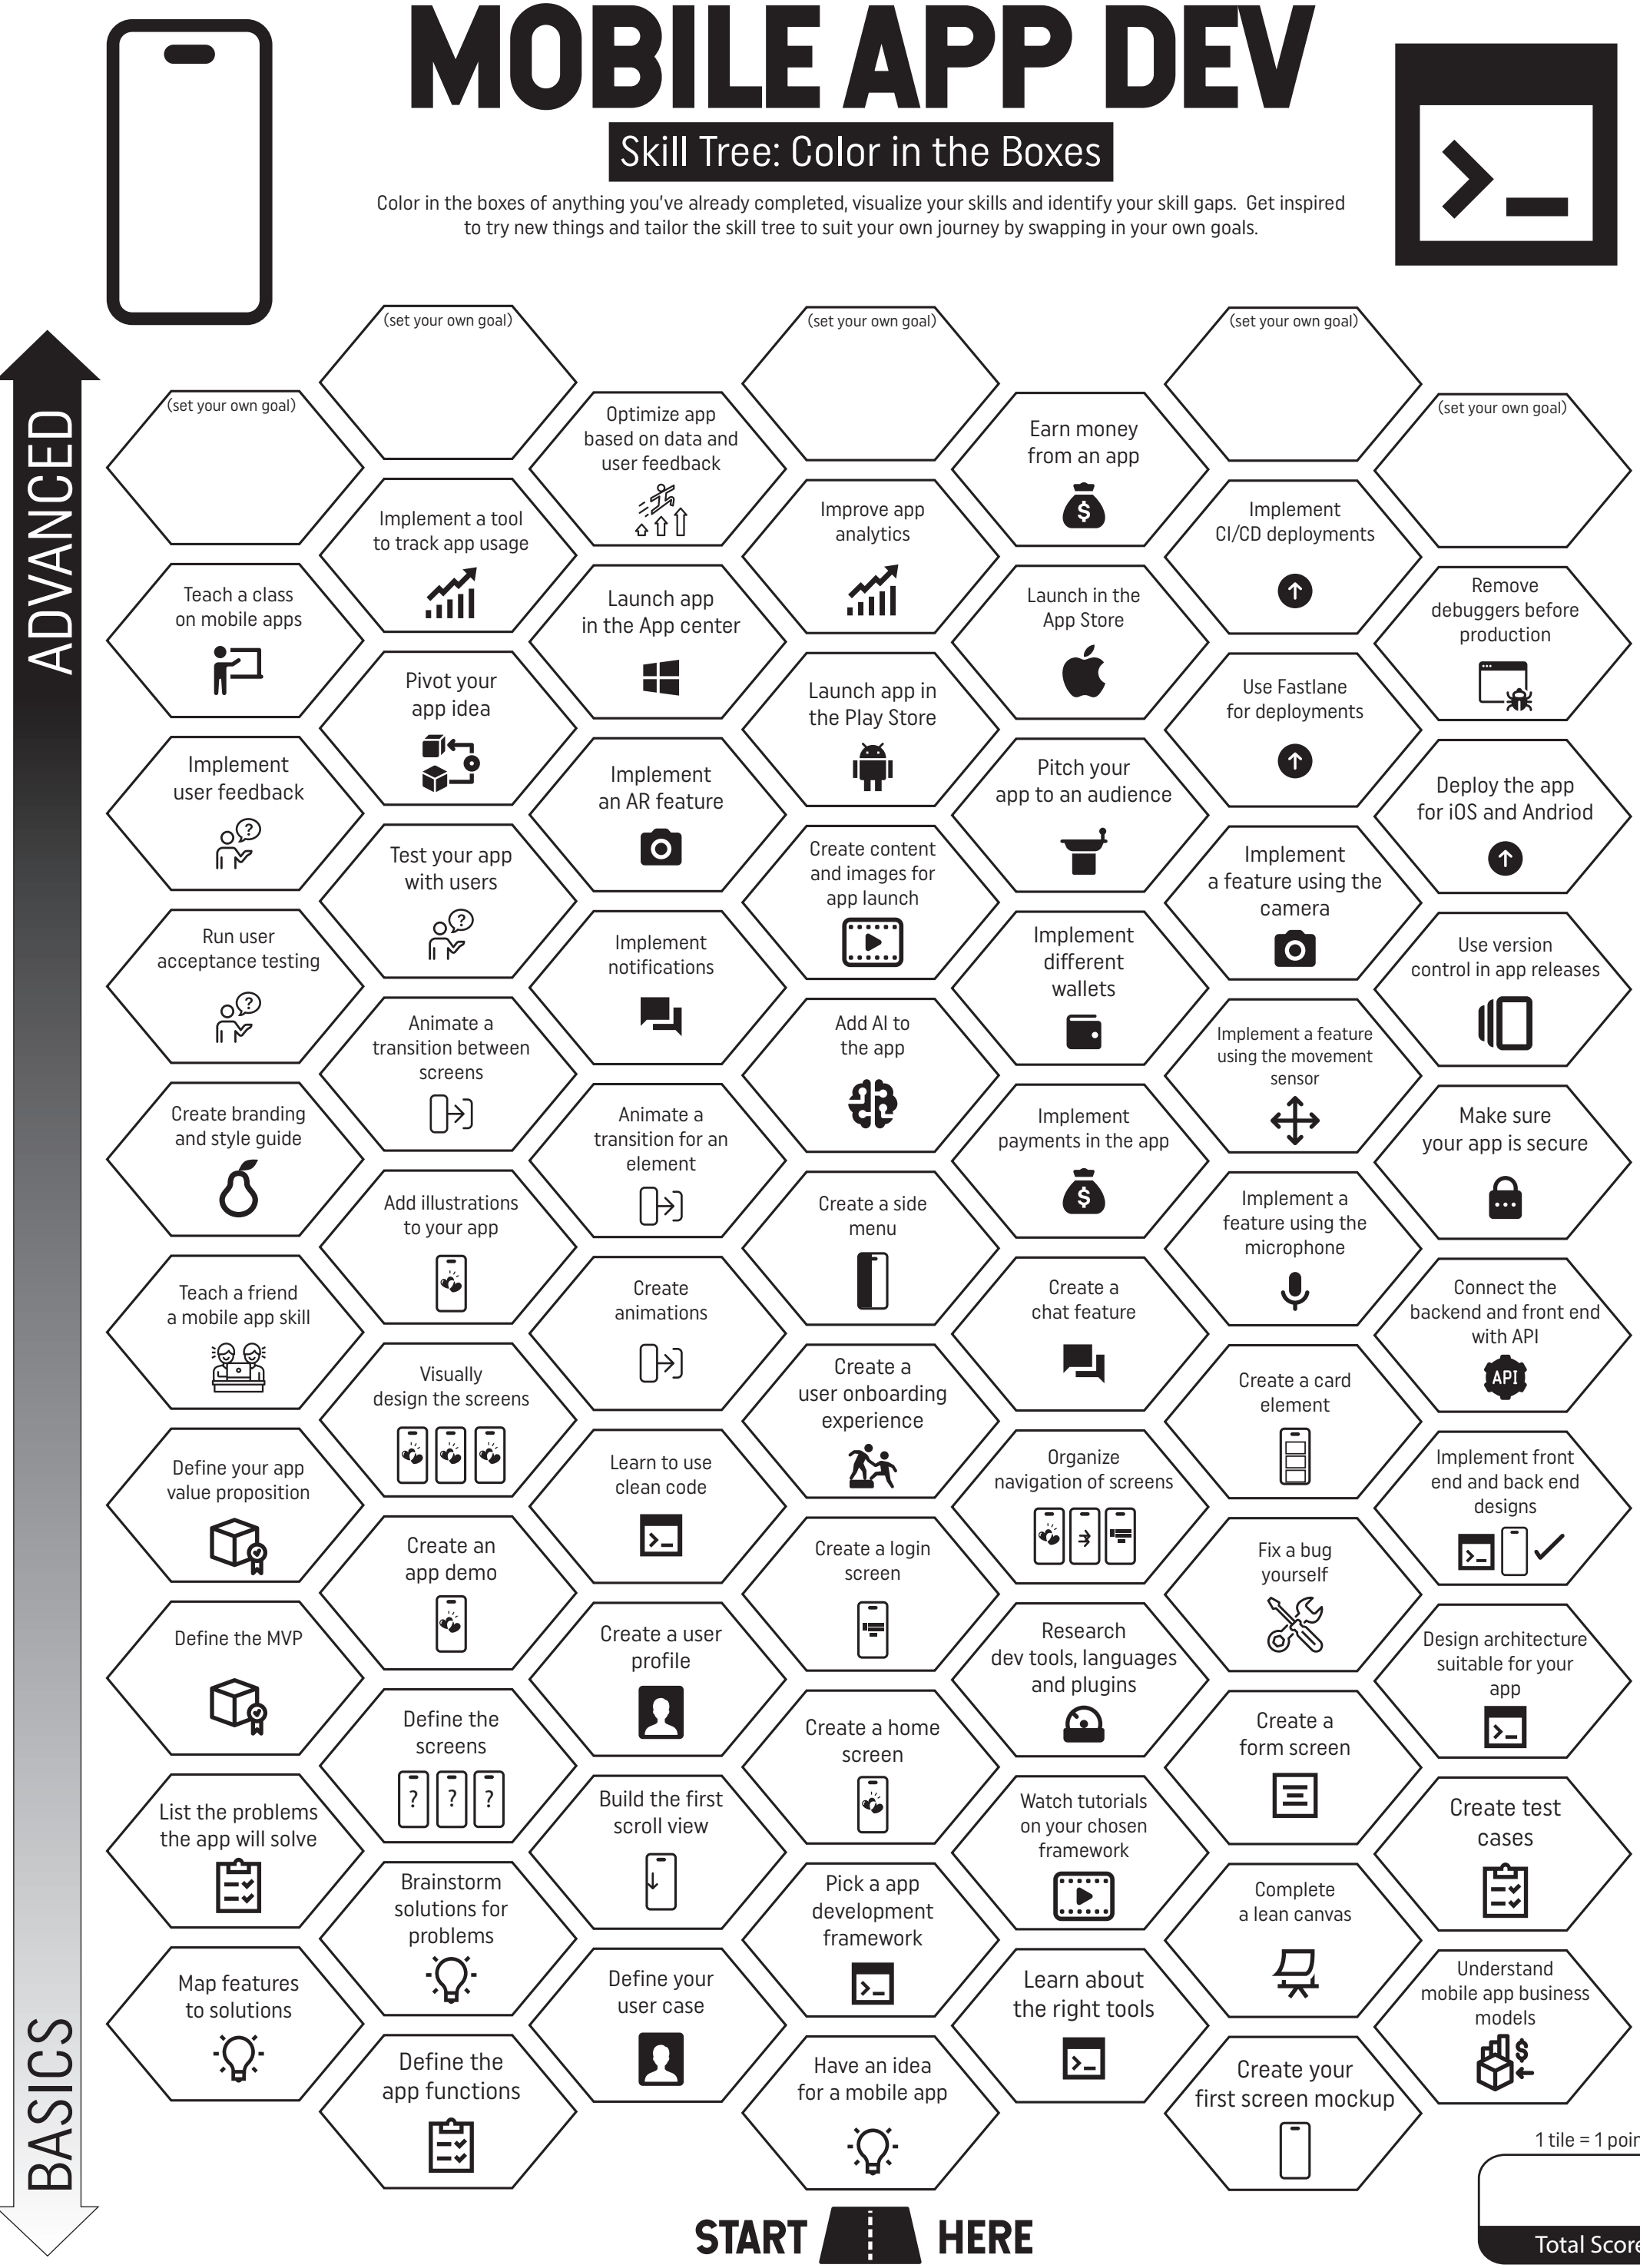 MOBILE APP DEV
Skill Tree: Color in the Boxes
Color in the boxes of anything you've already completed, visualize your skills and identify your skill gaps. Get inspired
to try new things and tailor the skill tree to suit your own journey by swapping in your own goals.
ADVANCED
(set your own goal)
(set your own goal)
(set your own goal)
(set your own goal)
Optimize app
based on data and
user feedback
Earn money
from an app
$
(set your own goal)
Implement a tool
to track app usage
Improve app
analytics
Implement
CI/CD deployments
Teach a class
on mobile apps
Launch app
in the App center
Launch in the
App Store
Remove
debuggers before
production
Pivot your
app idea
Launch app in
the Play Store
Use Fastlane
for deployments
Implement
user feedback
?
Implement
an AR feature
Pitch your
app to an audience
Deploy the app
for iOS and Andriod
Test your app
with users
?
Create content
and images for
app launch
Implement
a feature using the
camera
Run user
acceptance testing
?
Implement
notifications
Implement
different
wallets
Use version
control in app releases
Animate a
transition between
screens
Add AI to
the app
Implement a feature
using the movement
sensor
Create branding
and style guide
Animate a
transition for an
element
Implement
payments in the app
$
Make sure
your app is secure
Add illustrations
to your app
Create a side
menu
Implement a
feature using the
microphone
Teach a friend
a mobile app skill
Create
animations
Create a
chat feature
Connect the
backend and front end
with API
API
Visually
design the screens
Create a
user onboarding
experience
Create a card
element
Define your app
value proposition
Learn to use
clean code
Organize
navigation of screens
Implement front
end and back end
designs
Create an
app demo
Create a login
screen
Fix a bug
yourself
Define the MVP
Create a user
profile
Research
dev tools, languages
and plugins
Design architecture
suitable for your
app
Define the
screens
? ? ?
Create a home
screen
Create a
form screen
List the problems
the app will solve
Build the first
scroll view
Watch tutorials
on your chosen
framework
Create test
cases
Brainstorm
solutions for
problems
Pick a app
development
framework
Complete
a lean canvas
Map features
to solutions
Define your
user case
Learn about
the right tools
Understand
mobile app business
models
$
Define the
app functions
Have an idea
for a mobile app
Create your
first screen mockup
BASICS
1 tile = 1 poin
START HERE
Total Score